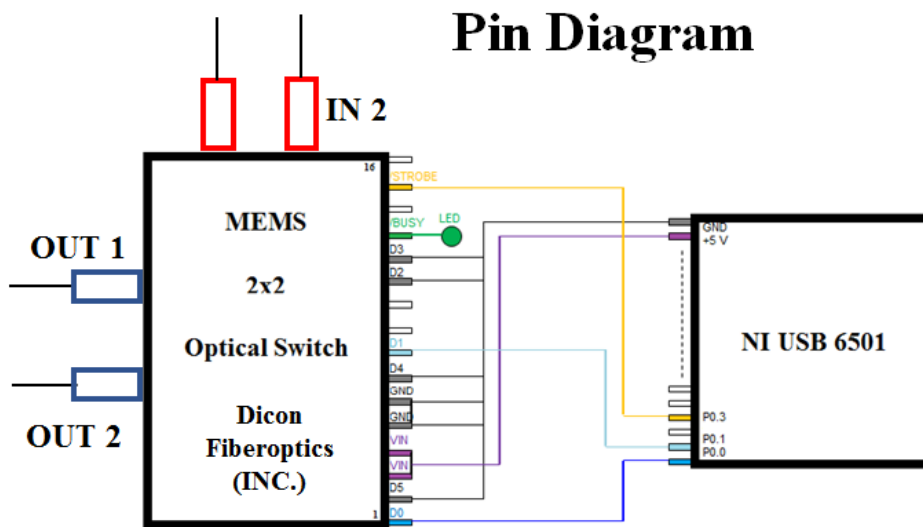 Pin Diagram
IN 2
16
/STROBE
MEMS
/BUSY
LED
OUT 1
D3
2x2
D2
Optical Switch
D1
D4
OUT 2
GND
Dicon
GND
Fiberoptics
VIN
(INC.)
VIN
D5
1
D0
GND
+5 V
NI USB 6501
P0.3
P0.1
P0.0